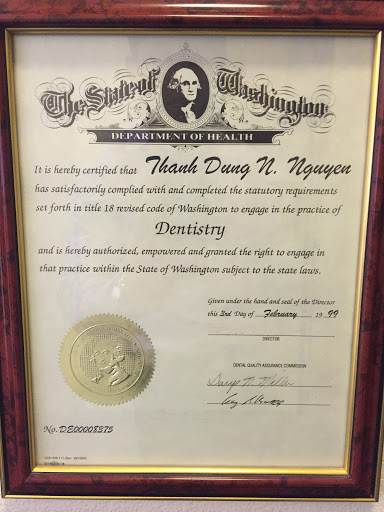 The State of Washington
DEPARTMENT OF HEALTH
It is hereby certified that Thanh Dung N. Nguyen
has satisfactorily complied with and completed the statutory requirements
set forth in title 18 revised code of Washington to engage in the practice of
Dentistry
and is hereby authorized, empowered and granted the right to engage in
that practice within the State of Washington subject to the state laws.
Given under the hand and seal of the Director
this 3rd Day of February 19 99
DIRECTOR
DENTAL QUALITY ASSURANCE COMMISSION
No. DE00008375